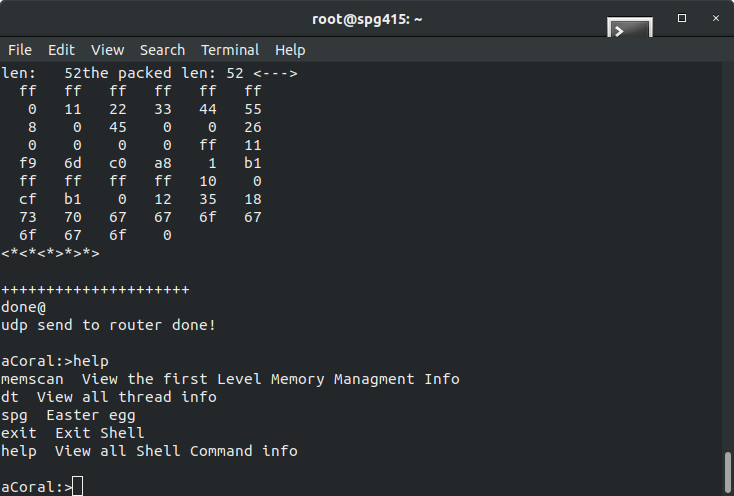 root@spg415: ~
File Edit View Search Terminal Help
len:   52the packed len: 52 <--->
  ff   ff   ff   ff   ff   ff
   0   11   22   33   44   55
   8    0   45    0    0   26
   0    0    0    0   ff   11
  f9   6d   c0   a8    1   b1
  ff   ff   ff   ff   10    0
  cf   b1    0   12   35   18
  73   70   67   67   6f   67
  6f   67   6f    0
<*<*<*>*>*>
+++++++++++++++++++++
done@
udp send to router done!
aCoral:>help
memscan  View the first Level Memory Managment Info
dt  View all thread info
spg  Easter egg
exit  Exit Shell
help  View all Shell Command info
aCoral:>